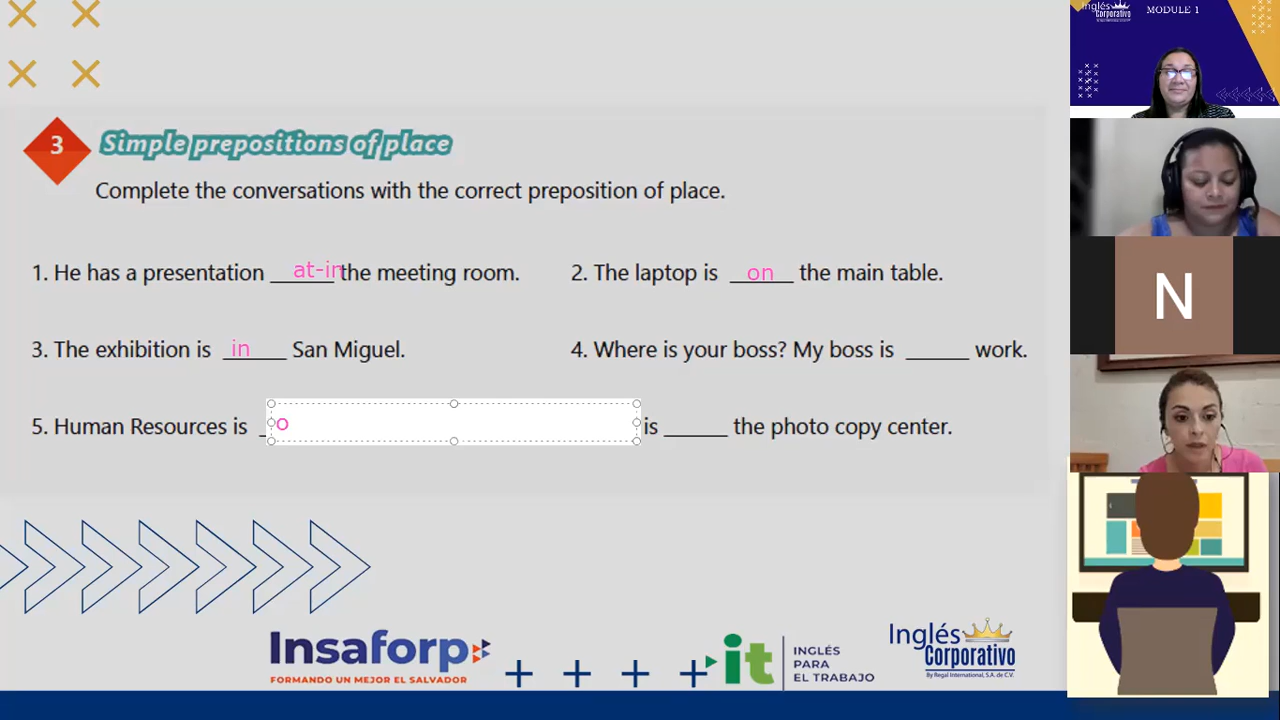 3 Simple prepositions of place
Complete the conversations with the correct preposition of place.
1. He has a presentation ______ at-in the meeting room.
2. The laptop is ______ on the main table.
3. The exhibition is ______ in San Miguel.
4. Where is your boss? My boss is ______ work.
5. Human Resources is _ o is ______ the photo copy center.
Insaforp
FORMANDO UN MEJOR EL SALVADOR
it
INGLÉS
PARA
EL TRABAJO
Inglés
Corporativo
By Regal International, S.A. de C.V.
Inglés
Corporativo
MODULE 1
N